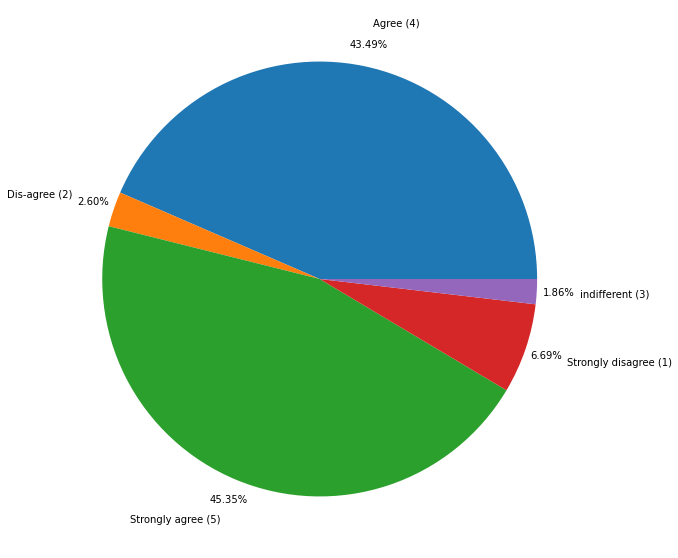 Agree (4)
43.49%
Dis-agree (2)
2.60%
1.86%
indifferent (3)
6.69%
Strongly disagree (1)
45.35%
Strongly agree (5)